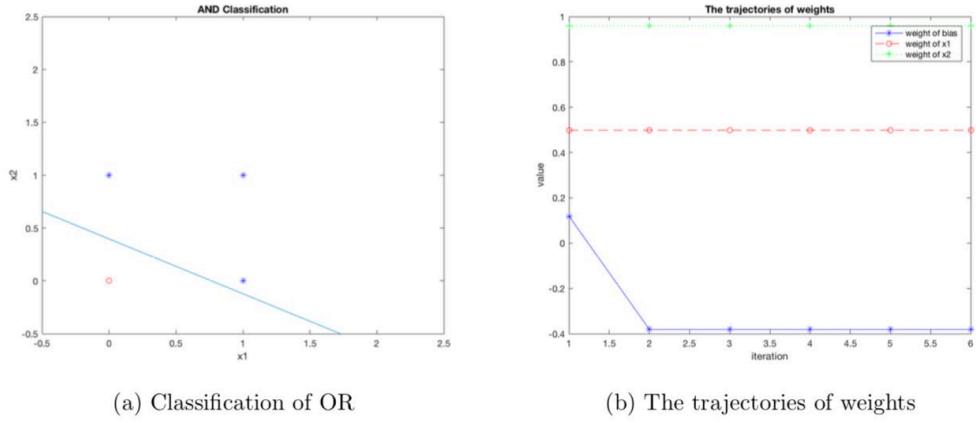 AND Classification
2.5
2
1.5
1
0.5
0
-0.5
x2
-0.5 0 0.5 1 1.5 2 2.5
x1
(a) Classification of OR
The trajectories of weights
weight of bias
weight of x1
weight of x2
1
0.8
0.6
0.4
0.2
0
-0.2
-0.4
value
1 1.5 2 2.5 3 3.5 4 4.5 5 5.5 6
iteration
(b) The trajectories of weights